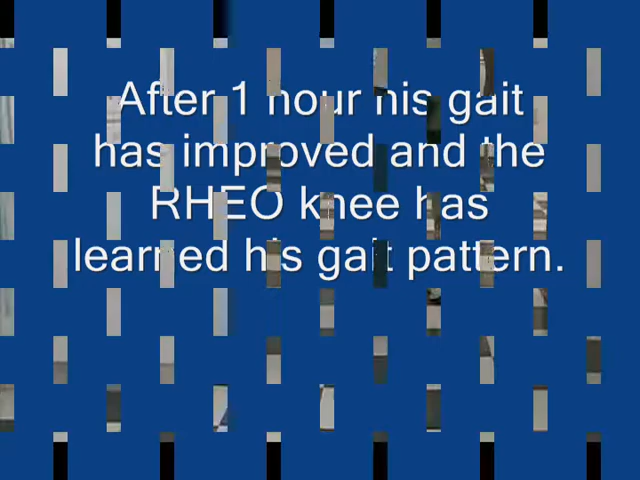 After 1 hour his gait
has improved and the
RHEO knee has
learned his gait pattern.